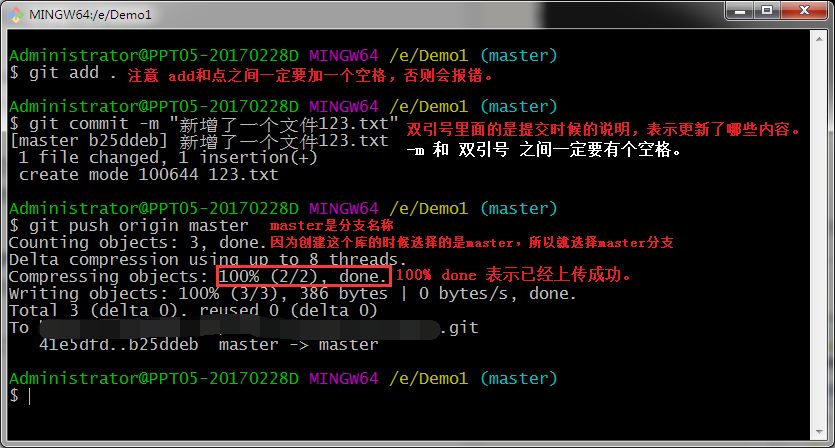 MINGW64:/e/Demo1
Administrator@PPT05-20170228D MINGW64 /e/Demo1 (master)
$ git add . 注意 add和点之间一定要加一个空格，否则会报错。
Administrator@PPT05-20170228D MINGW64 /e/Demo1 (master)
$ git commit -m "新增了一个文件123.txt" 双引号里面的是提交时候的说明，表示更新了哪些内容。
[master b25ddeb] 新增了一个文件123.txt
-m 和 双引号 之间一定要有个空格。
1 file changed, 1 insertion(+)
create mode 100644 123.txt
Administrator@PPT05-20170228D MINGW64 /e/Demo1 (master)
$ git push origin master master是分支名称
Counting objects: 3, done. 因为创建这个库的时候选择的是master，所以就选择master分支
Delta compression using up to 8 threads.
Compressing objects: 100% (2/2), done. 100% done 表示已经上传成功。
Writing objects: 100% (3/3), 386 bytes | 0 bytes/s, done.
Total 3 (delta 0). reused 0 (delta 0)
To .git
41e5dfd..b25ddeb master -> master
Administrator@PPT05-20170228D MINGW64 /e/Demo1 (master)
$